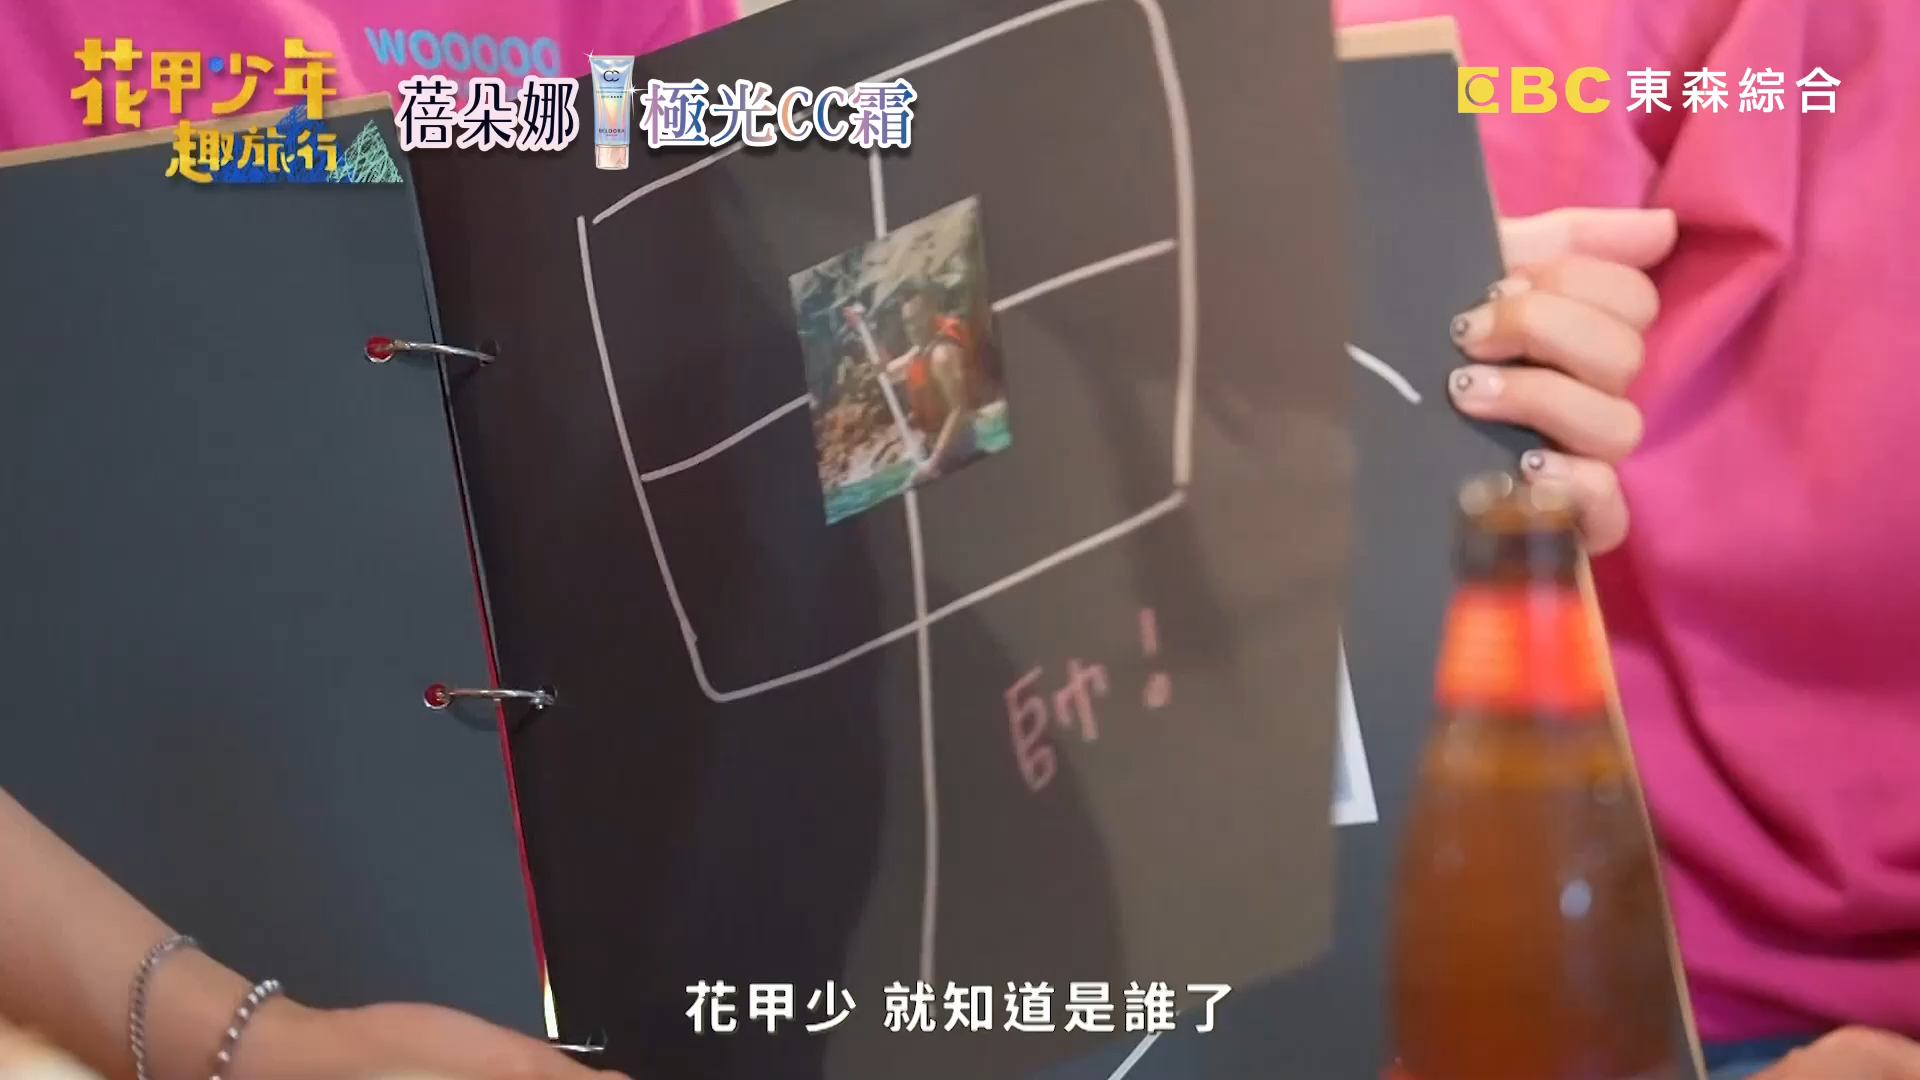 WOOOOO
花甲少年
趣旅行
蓓朵娜
極光CC霜
CC
EBC 東森綜合
帥！
花甲少 就知道是誰了